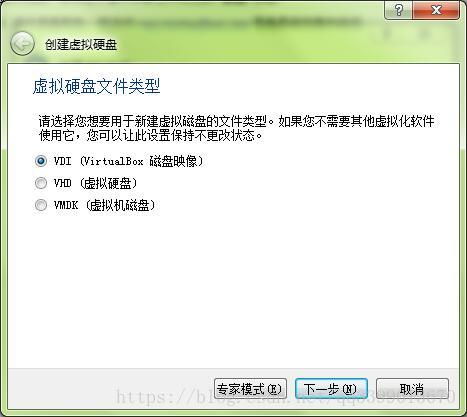 创建虚拟硬盘
虚拟硬盘文件类型
请选择您想要用于新建虚拟磁盘的文件类型。如果您不需要其他虚拟化软件
使用它，您可以让此设置保持不更改状态。
VDI (VirtualBox 磁盘映像)
VHD (虚拟硬盘)
VMDK (虚拟机磁盘)
专家模式(E) 下一步(N) 取消